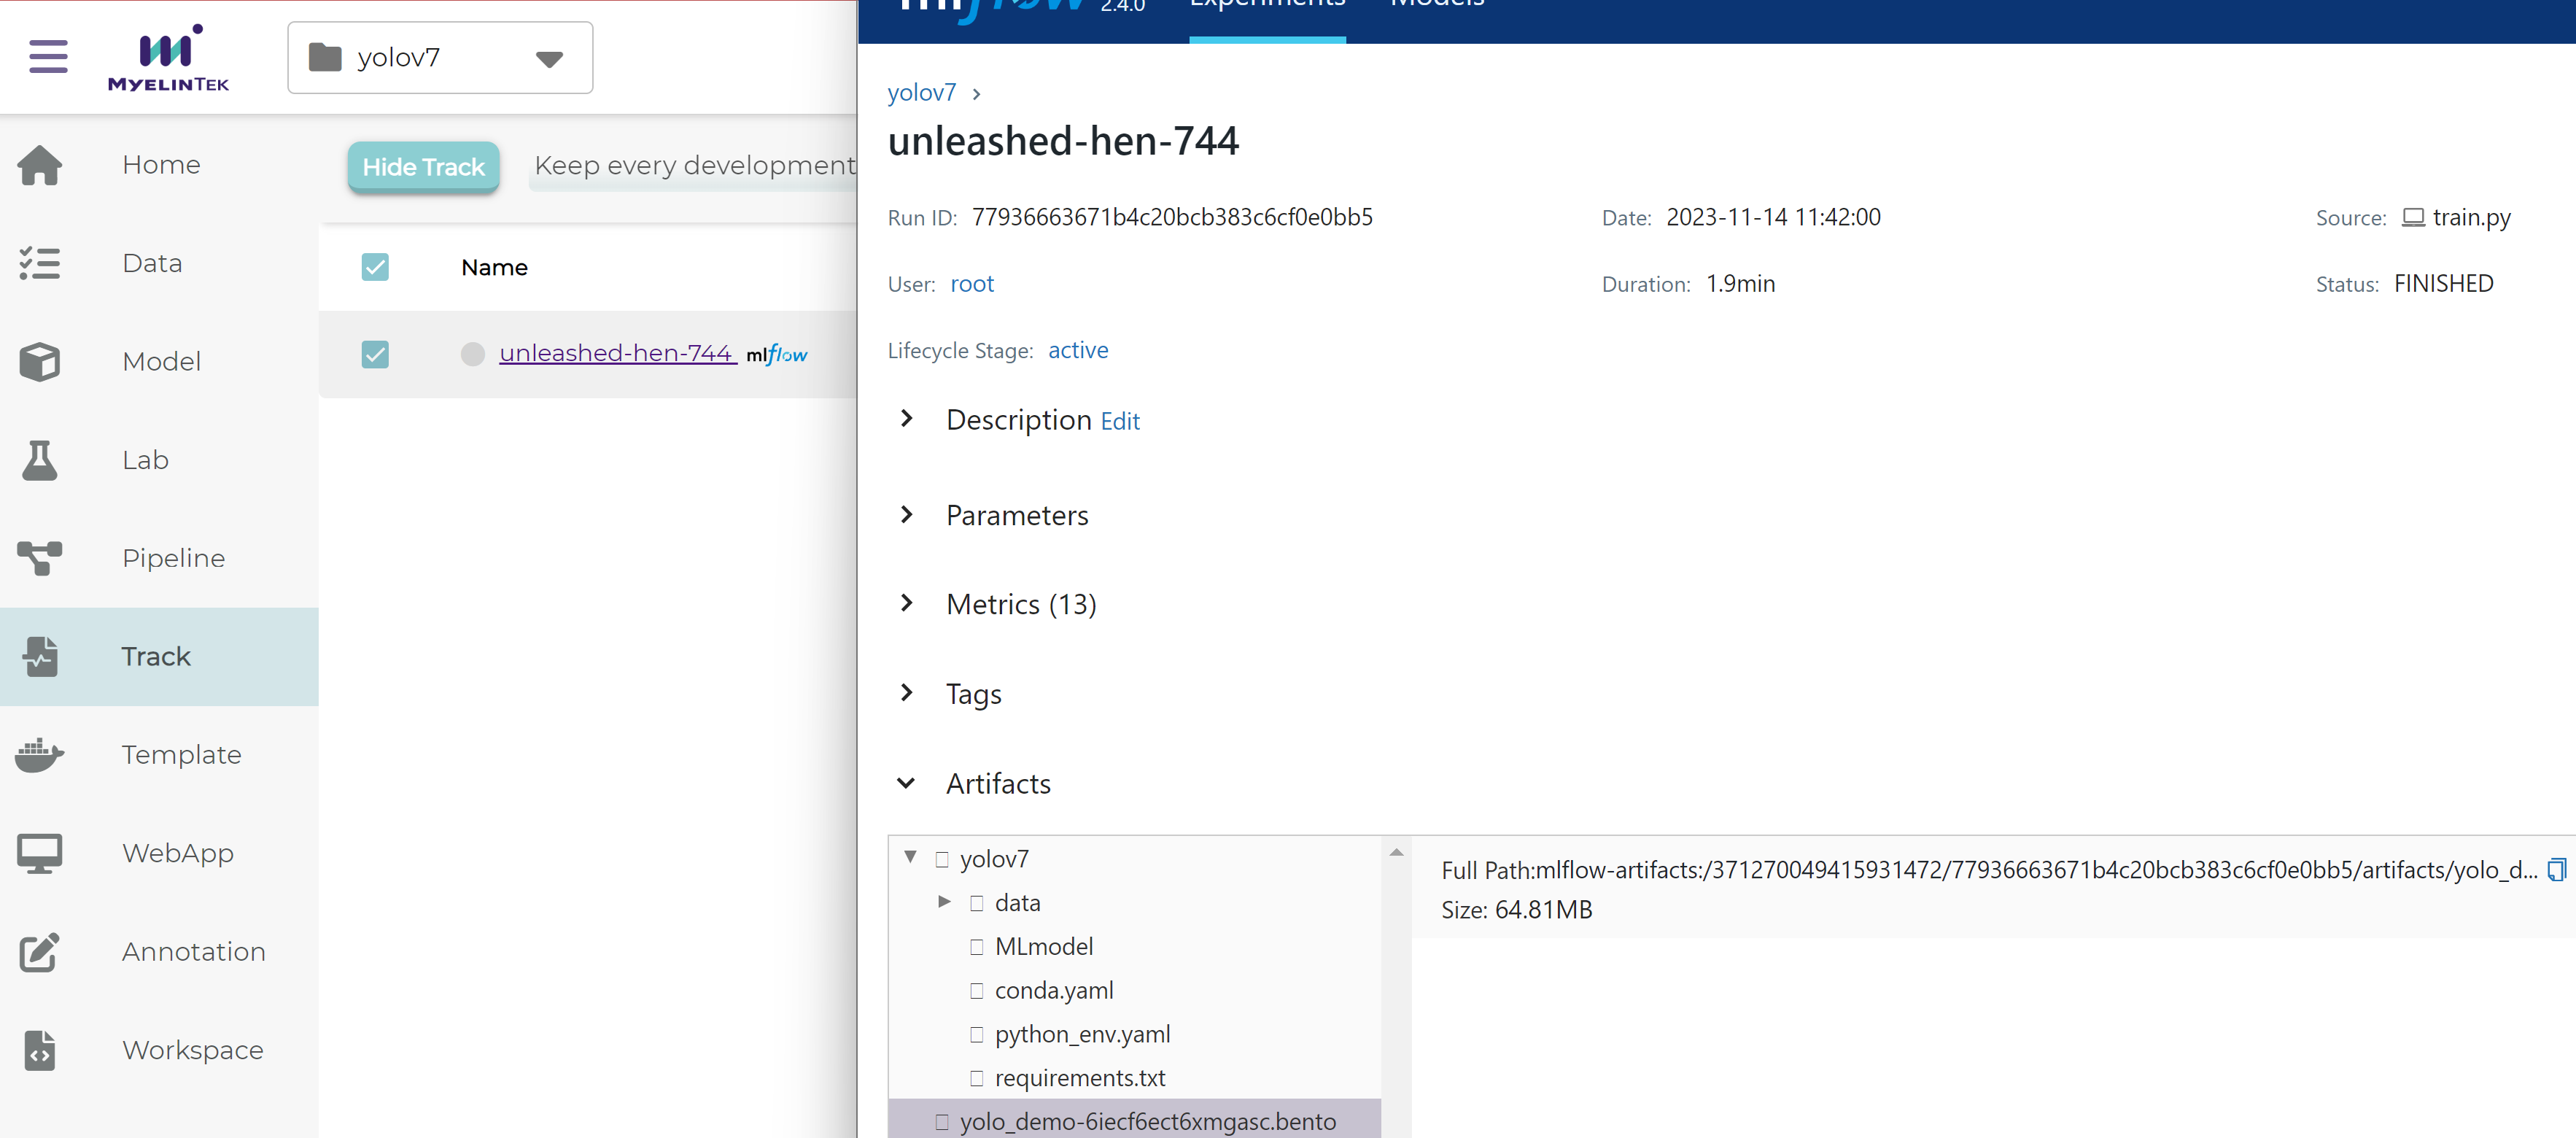 MYELINTEK
yolov7
Home
Data
Model
Lab
Pipeline
Track
Template
WebApp
Annotation
Workspace
Hide Track
Keep every development
Name
unleashed-hen-744 mlflow
mlflow 2.4.0 Experiments Models
yolov7 >
unleashed-hen-744
Run ID: 77936663671b4c20bcb383c6cf0e0bb5
Date: 2023-11-14 11:42:00
Source: train.py
User: root
Duration: 1.9min
Status: FINISHED
Lifecycle Stage: active
Description Edit
Parameters
Metrics (13)
Tags
Artifacts
yolov7
data
MLmodel
conda.yaml
python_env.yaml
requirements.txt
yolo_demo-6iecf6ect6xmgasc.bento
Full Path:mlflow-artifacts:/371270049415931472/77936663671b4c20bcb383c6cf0e0bb5/artifacts/yolo_d...
Size: 64.81MB